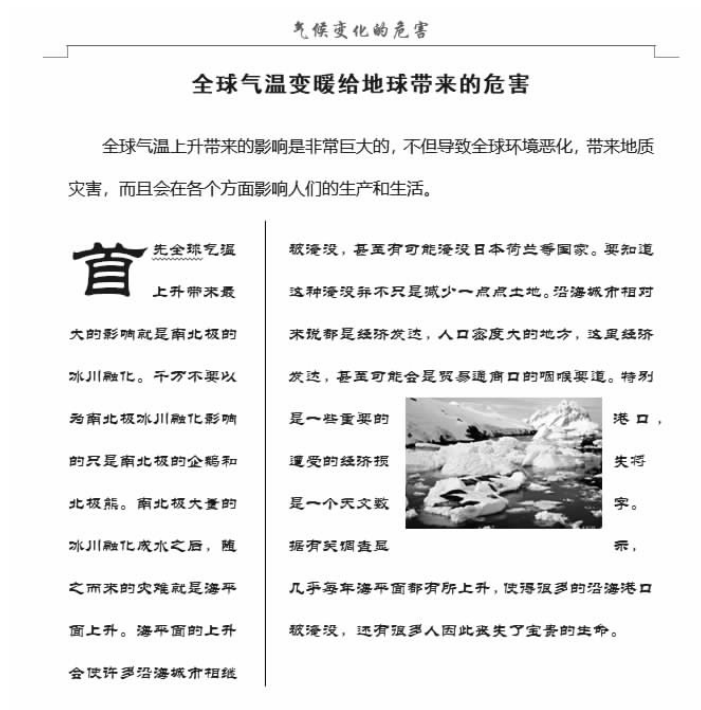 气候变化的危害
全球气温变暖给地球带来的危害
全球气温上升带来的影响是非常巨大的，不但导致全球环境恶化，带来地质
灾害，而且会在各个方面影响人们的生产和生活。
首先全球气温
上升带来最
大的影响就是南北极的
冰川融化。千万不要以
为南北极冰川融化影响
的只是南北极的企鹅和
北极熊。南北极大量的
冰川融化成水之后，随
之而来的灾难就是海平
面上升。海平面的上升
会使许多沿海城市相继
被淹没，甚至有可能淹没日本荷兰等国家。要知道
这种淹没并不只是减少一点点土地。沿海城市相对
来说都是经济发达，人口密度大的地方，这里经济
发达，甚至可能会是贸易通商口的咽喉要道。特别
是一些重要的港口，
遭受的经济损失将
是一个天文数字。
据有关调查显示，
几乎每年海平面都有所上升，使得很多的沿海港口
被淹没，还有很多人因此丧失了宝贵的生命。